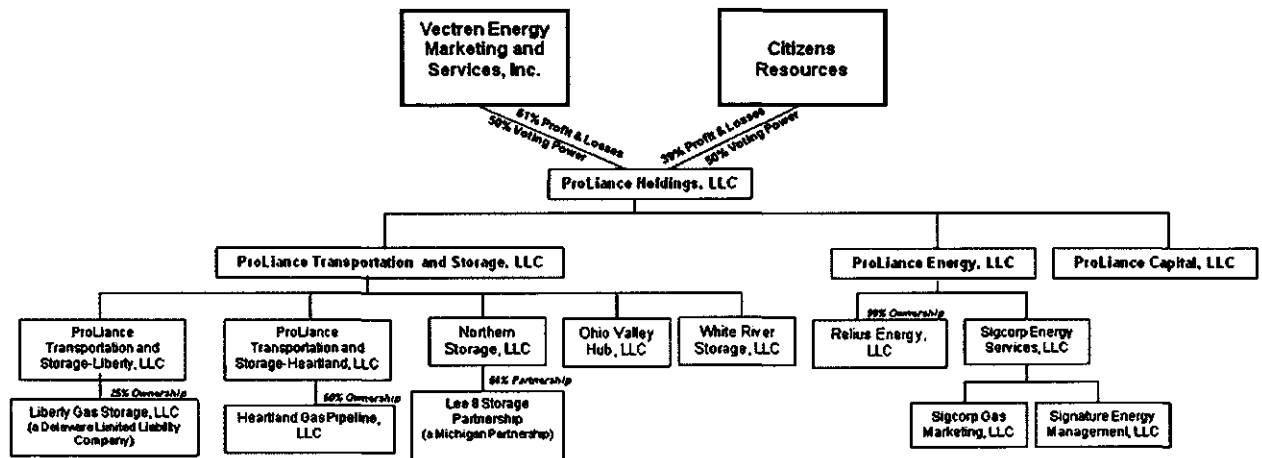 Vectren Energy
Marketing and
Services, Inc.
Citizens
Resources
61% Profit & Losses
50% Voting Power
39% Profit & Losses
50% Voting Power
ProLiance Holdings, LLC
ProLiance Transportation and Storage, LLC
ProLiance Energy, LLC
ProLiance Capital, LLC
ProLiance
Transportation and
Storage-Liberty, LLC
ProLiance
Transportation and
Storage-Heartland, LLC
Northern
Storage, LLC
Ohio Valley
Hub, LLC
White River
Storage, LLC
99% Ownership
Relius Energy,
LLC
Sigcorp Energy
Services, LLC
25% Ownership
Liberty Gas Storage, LLC
(a Delaware Limited Liability
Company)
Ownership
Heartland Gas Pipeline,
LLC
Partnership
Lee 8 Storage
Partnership
(a Michigan Partnership)
Sigcorp Gas
Marketing, LLC
Signature Energy
Management, LLC